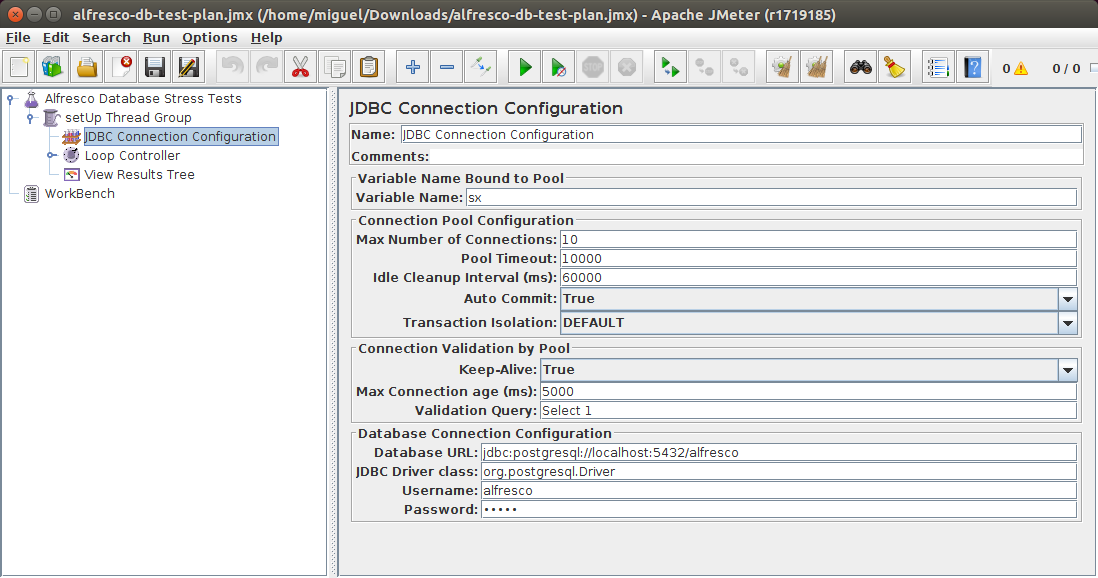 alfresco-db-test-plan.jmx (/home/miguel/Downloads/alfresco-db-test-plan.jmx) - Apache JMeter (r1719185)
File Edit Search Run Options Help
STOP ? 0 ! 0 / 0
Alfresco Database Stress Tests
setUp Thread Group
JDBC Connection Configuration
Loop Controller
View Results Tree
WorkBench
JDBC Connection Configuration
Name: JDBC Connection Configuration
Comments:
Variable Name Bound to Pool
Variable Name: sx
Connection Pool Configuration
Max Number of Connections: 10
Pool Timeout: 10000
Idle Cleanup Interval (ms): 60000
Auto Commit: True
Transaction Isolation: DEFAULT
Connection Validation by Pool
Keep-Alive: True
Max Connection age (ms): 5000
Validation Query: Select 1
Database Connection Configuration
Database URL: jdbc:postgresql://localhost:5432/alfresco
JDBC Driver class: org.postgresql.Driver
Username: alfresco
Password: •••••